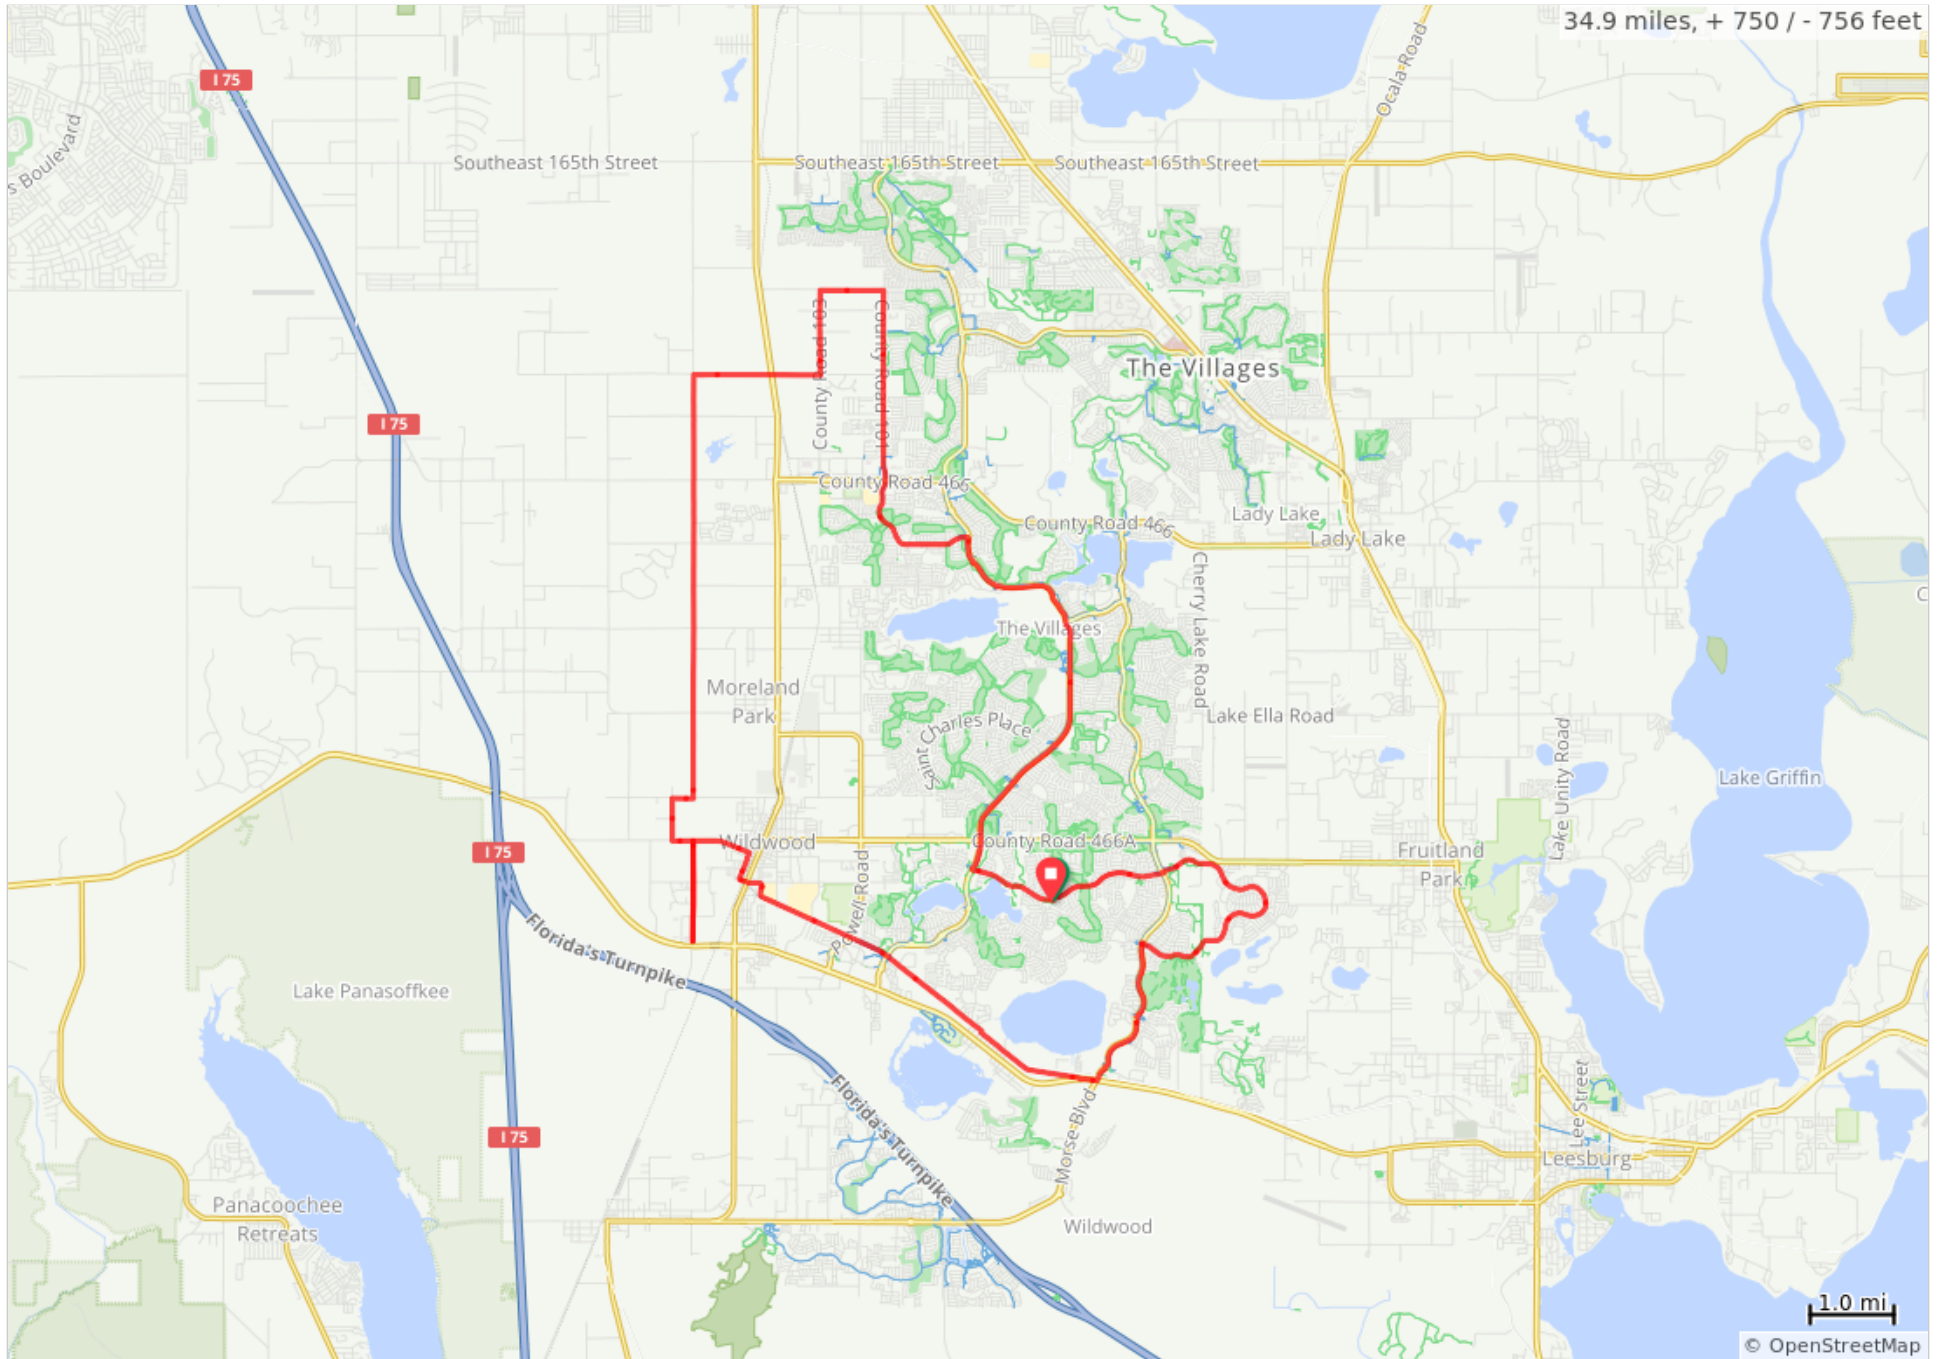 34.9 miles, + 750 / - 756 feet
I 75
Ocala Road
s Boulevard
Southeast 165th Street
Southeast 165th Street
Southeast 165th Street
County Road 103
County Road 101
The Villages
I 75
County Road 466
County Road 466
Lady Lake
Lady Lake
Cherry Lake Road
C
The Villages
Moreland
Park
Saint Charles Place
Lake Ella Road
Lake Unity Road
Lake Griffin
I 75
Wildwood
County Road 466A
Fruitland
Park
Powell Road
Florida's Turnpike
Lake Panasoffkee
Florida's Turnpike
Morse Blvd
Lee Street
I 75
Leesburg
Panacoochee
Retreats
Wildwood
1.0 mi
© OpenStreetMap